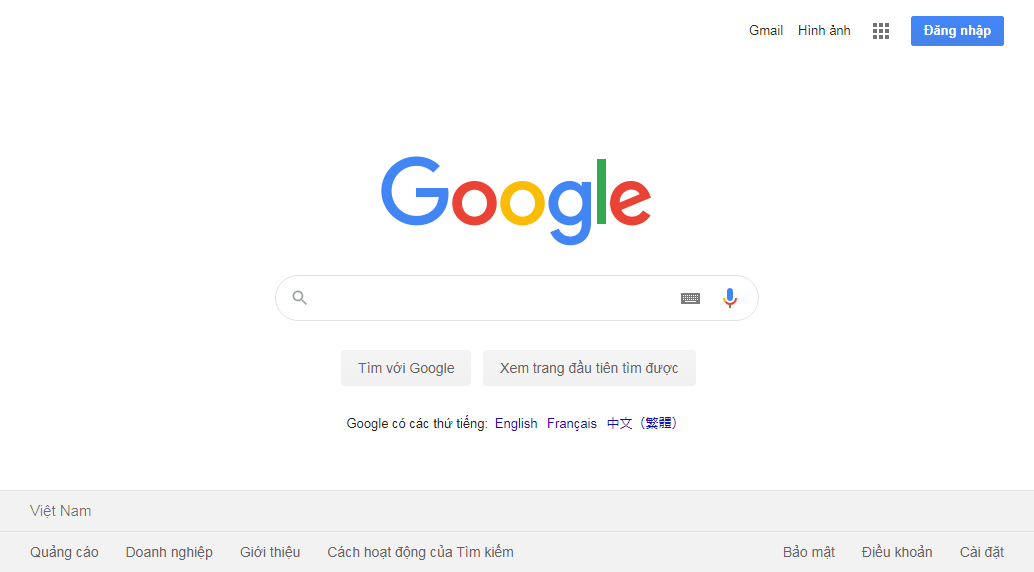 Gmail Hình ảnh Đăng nhập
Google
Tìm với Google Xem trang đầu tiên tìm được
Google có các thứ tiếng: English Français 中文（繁體）
Việt Nam
Quảng cáo Doanh nghiệp Giới thiệu Cách hoạt động của Tìm kiếm Bảo mật Điều khoản Cài đặt